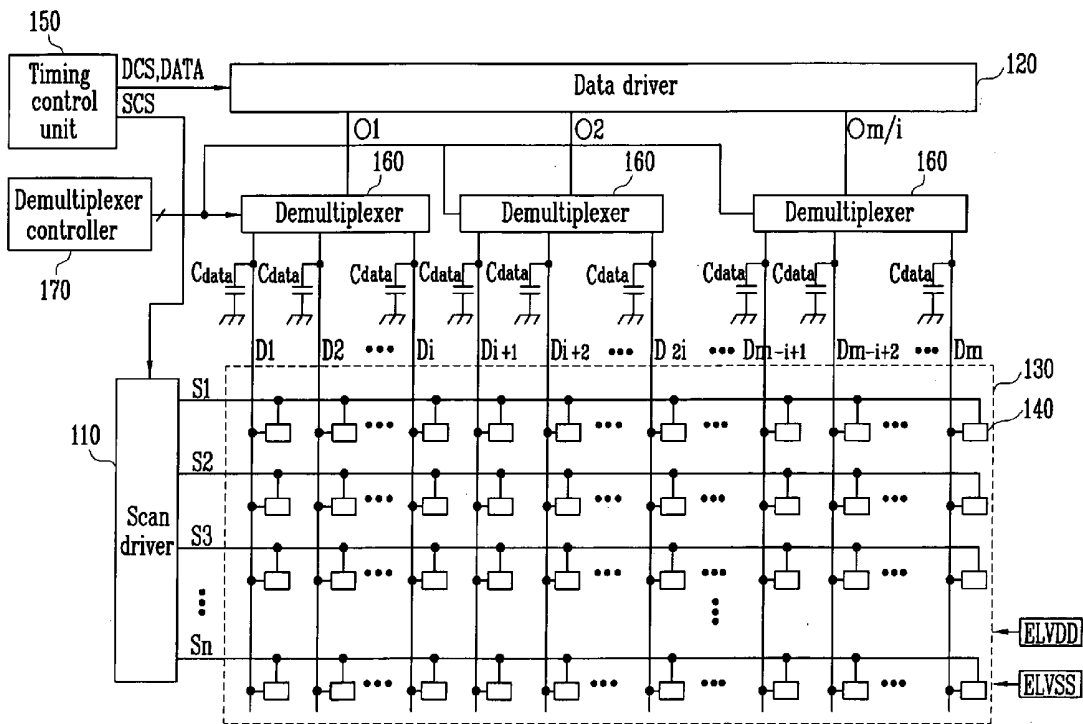 150
Timing
control
unit
DCS,DATA
SCS
Data driver
120
O1
O2
Om/i
160
160
160
Demultiplexer
controller
170
Demultiplexer
Demultiplexer
Demultiplexer
Cdata
Cdata
Cdata
Cdata
Cdata
Cdata
Cdata
Cdata
Cdata
D1
D2
•••
Di
Di+1
Di+2
•••
D2i
•••
Dm-i+1
Dm-i+2
•••
Dm
130
140
110
Scan
driver
S1
S2
S3
Sn
ELVDD
ELVSS